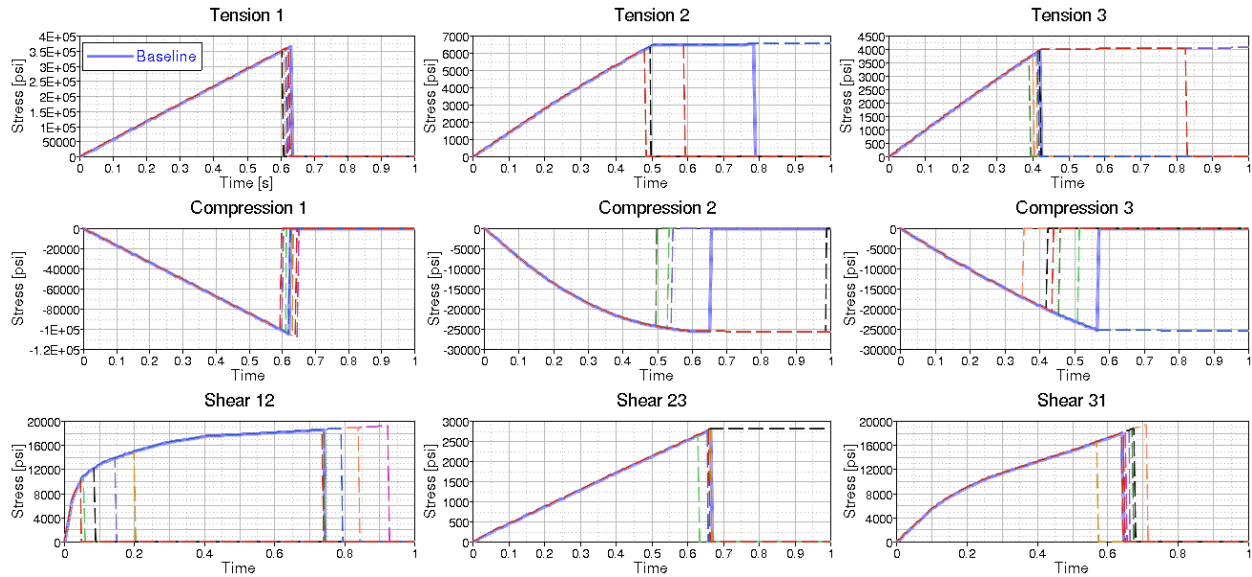 Tension 1
Tension 2
Tension 3
Stress [psi]
4E+05
3.5E+05
3E+05
2.5E+05
2E+05
1.5E+05
1E+05
50000
0
Baseline
0 0.1 0.2 0.3 0.4 0.5 0.6 0.7 0.8 0.9 1
Time [s]
Stress [psi]
7000
6000
5000
4000
3000
2000
1000
0
0 0.1 0.2 0.3 0.4 0.5 0.6 0.7 0.8 0.9 1
Time
Stress [psi]
4500
4000
3500
3000
2500
2000
1500
1000
500
0
0 0.1 0.2 0.3 0.4 0.5 0.6 0.7 0.8 0.9 1
Time
Compression 1
Compression 2
Compression 3
Stress [psi]
0
-20000
-40000
-60000
-80000
-1E+05
-1.2E+05
0 0.1 0.2 0.3 0.4 0.5 0.6 0.7 0.8 0.9 1
Time
Stress [psi]
0
-5000
-10000
-15000
-20000
-25000
-30000
0 0.1 0.2 0.3 0.4 0.5 0.6 0.7 0.8 0.9 1
Time
Stress [psi]
0
-5000
-10000
-15000
-20000
-25000
-30000
0 0.1 0.2 0.3 0.4 0.5 0.6 0.7 0.8 0.9 1
Time
Shear 12
Shear 23
Shear 31
Stress [psi]
20000
16000
12000
8000
4000
0
0 0.2 0.4 0.6 0.8 1
Time
Stress [psi]
3000
2500
2000
1500
1000
500
0
0 0.2 0.4 0.6 0.8 1
Time
Stress [psi]
20000
16000
12000
8000
4000
0
0 0.2 0.4 0.6 0.8 1
Time